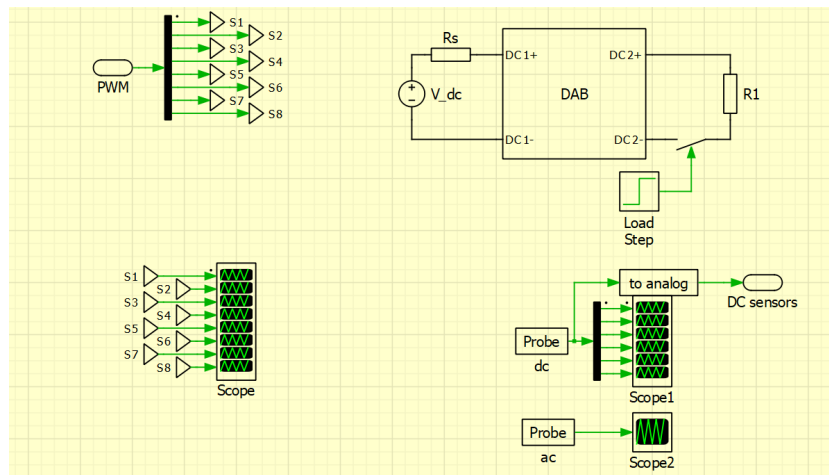 PWM
S1
S2
S3
S4
S5
S6
S7
S8
Rs
V_dc
DC1+
DC2+
DAB
DC1-
DC2-
R1
Load
Step
S1
S2
S3
S4
S5
S6
S7
S8
Scope
to analog
DC sensors
Probe
dc
Scope1
Probe
ac
Scope2